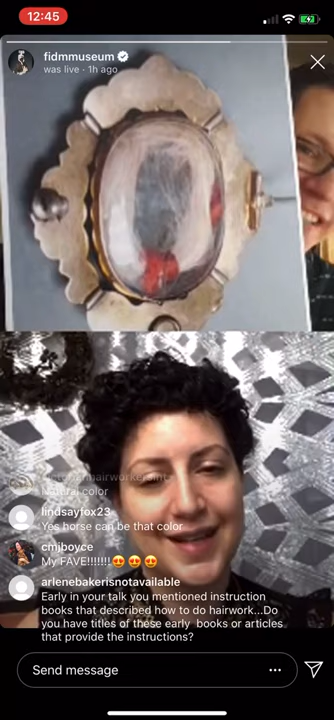 12:45
fidmmuseum
was live · 1h ago
Natural color
lindsayfox23
Yes horse can be that color
cmjboyce
My FAVE!!!!!!! 😍😍😍
arlenebakerisnotavailable
Early in your talk you mentioned instruction
books that described how to do hairwork...Do
you have titles of these early books or articles
that provide the instructions?
Send message